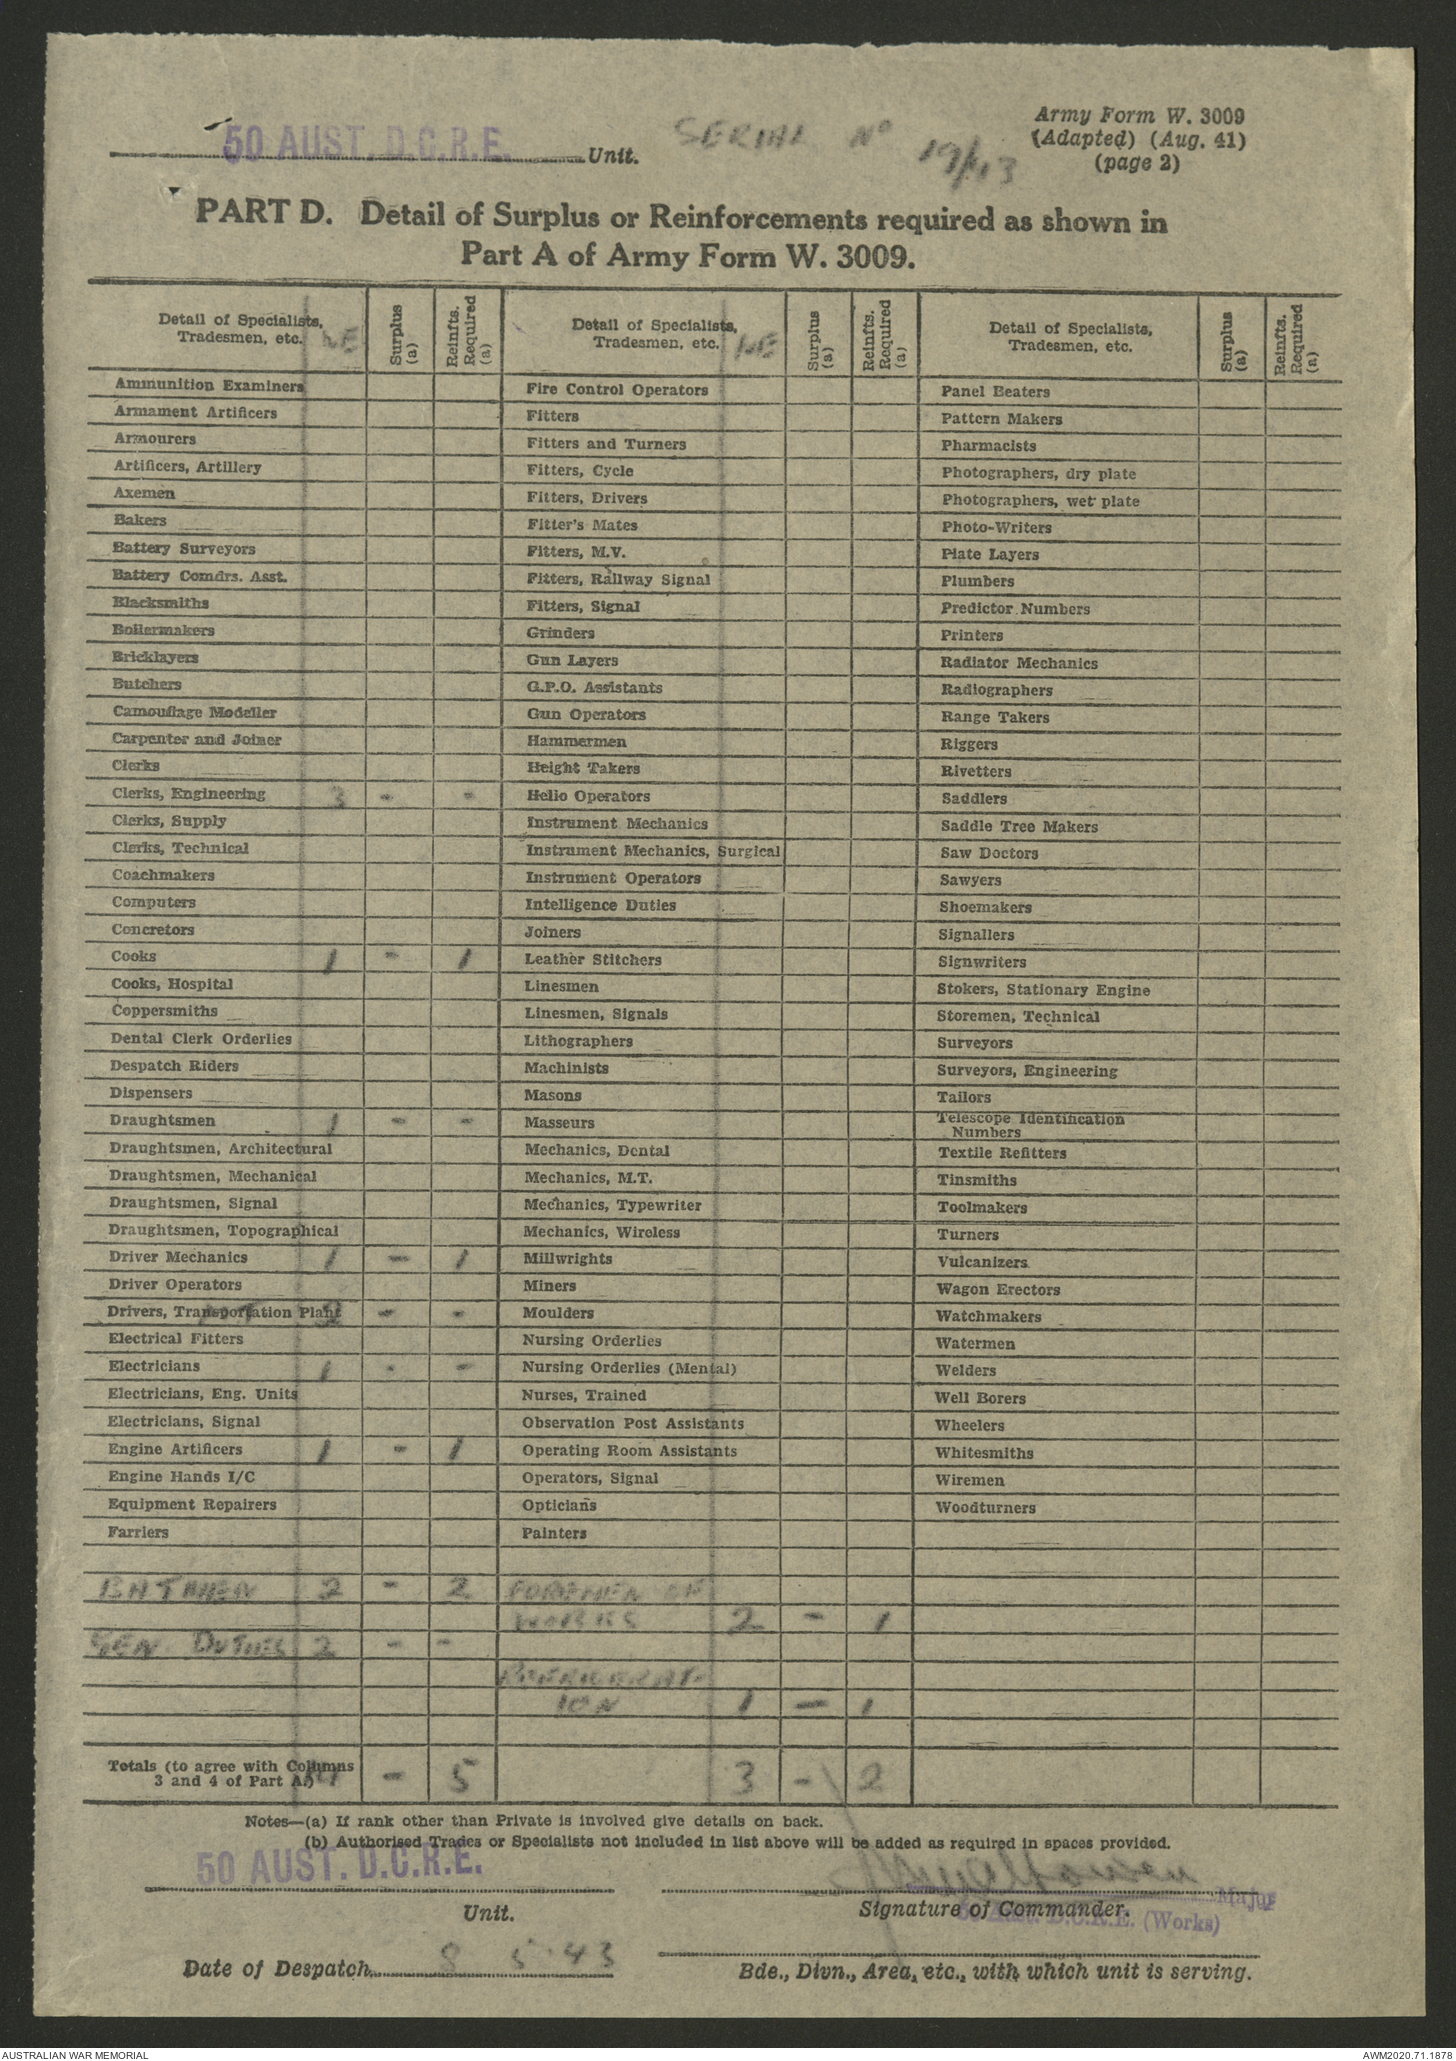 50 AUST. D.C.R.E. Unit.
SERIAL No 19/43
Army Form W. 3009
(Adapted) (Aug. 41)
(page 2)
PART D. Detail of Surplus or Reinforcements required as shown in
Part A of Army Form W. 3009.
Detail of Specialists, Tradesmen, etc. WE Surplus (a) Reinfts. Required (a) Detail of Specialists, Tradesmen, etc. WE Surplus (a) Reinfts. Required (a) Detail of Specialists, Tradesmen, etc. Surplus (a) Reinfts. Required (a)
Ammunition Examiners Fire Control Operators Panel Beaters
Armament Artificers Fitters Pattern Makers
Armourers Fitters and Turners Pharmacists
Artificers, Artillery Fitters, Cycle Photographers, dry plate
Axemen Fitters, Drivers Photographers, wet plate
Bakers Fitter's Mates Photo-Writers
Battery Surveyors Fitters, M.V. Plate Layers
Battery Comdrs. Asst. Fitters, Railway Signal Plumbers
Blacksmiths Fitters, Signal Predictor Numbers
Boilermakers Grinders Printers
Bricklayers Gun Layers Radiator Mechanics
Butchers G.P.O. Assistants Radiographers
Camouflage Modeller Gun Operators Range Takers
Carpenter and Joiner Hammermen Riggers
Clerks Height Takers Rivetters
Clerks, Engineering 3 - - Helio Operators Saddlers
Clerks, Supply Instrument Mechanics Saddle Tree Makers
Clerks, Technical Instrument Mechanics, Surgical Saw Doctors
Coachmakers Instrument Operators Sawyers
Computers Intelligence Duties Shoemakers
Concretors Joiners Signallers
Cooks 1 - 1 Leather Stitchers Signwriters
Cooks, Hospital Linesmen Stokers, Stationary Engine
Coppersmiths Linesmen, Signals Storemen, Technical
Dental Clerk Orderlies Lithographers Surveyors
Despatch Riders Machinists Surveyors, Engineering
Dispensers Masons Tailors
Draughtsmen 1 - - Masseurs Telescope Identification Numbers
Draughtsmen, Architectural Mechanics, Dental Textile Refitters
Draughtsmen, Mechanical Mechanics, M.T. Tinsmiths
Draughtsmen, Signal Mechanics, Typewriter Toolmakers
Draughtsmen, Topographical Mechanics, Wireless Turners
Driver Mechanics 1 - 1 Millwrights Vulcanizers
Driver Operators Miners Wagon Erectors
Drivers, Transportation Plant - - Moulders Watchmakers
Electrical Fitters Nursing Orderlies Watermen
Electricians 1 - - Nursing Orderlies (Mental) Welders
Electricians, Eng. Units Nurses, Trained Well Borers
Electricians, Signal Observation Post Assistants Wheelers
Engine Artificers 1 - 1 Operating Room Assistants Whitesmiths
Engine Hands I/C Operators, Signal Wiremen
Equipment Repairers Opticians Woodturners
Farriers Painters
BATMEN 2 - 2 FOREMEN OF
WORKS 2 - 1
GEN DUTIES 2 - -
REFRIGERAT-
ION 1 - 1
Totals (to agree with Columns 3 and 4 of Part A.) - 5 3 - 2
Notes—(a) If rank other than Private is involved give details on back.
(b) Authorised Trades or Specialists not included in list above will be added as required in spaces provided.
50 AUST. D.C.R.E.
Major
Unit. Signature of Commander.
50 Aust. D.C.R.E. (Works)
Date of Despatch 8 5 43
Bde., Divn., Area, etc., with which unit is serving.
AUSTRALIAN WAR MEMORIAL AWM2020.71.1878